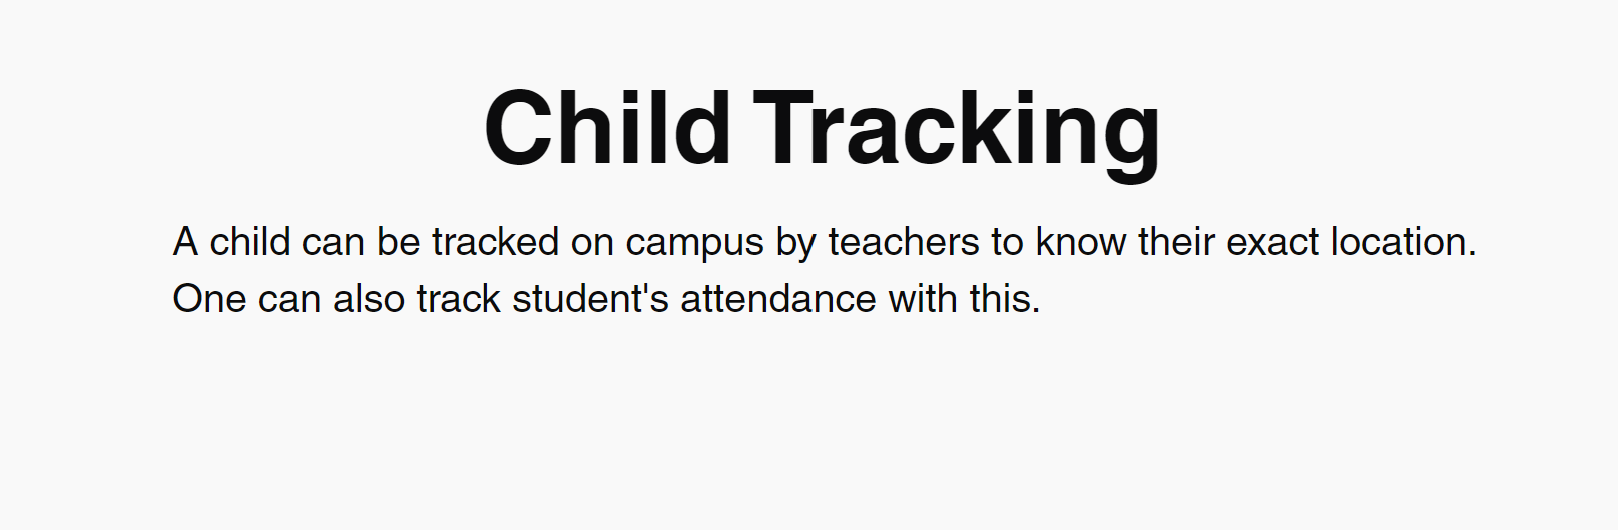 Child Tracking
A child can be tracked on campus by teachers to know their exact location.
One can also track student's attendance with this.